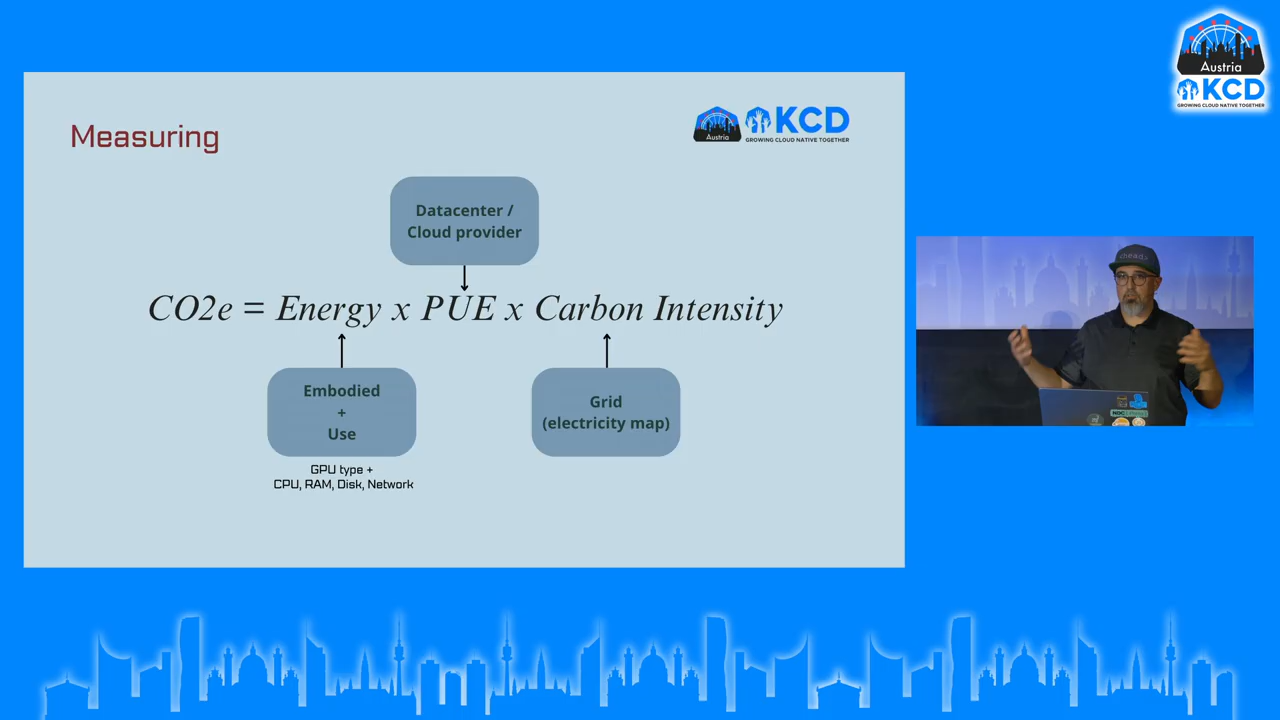 Austria
KCD
GROWING CLOUD NATIVE TOGETHER
Measuring
Austria
KCD
GROWING CLOUD NATIVE TOGETHER
Datacenter /
Cloud provider
CO2e = Energy x PUE x Carbon Intensity
Embodied
+
Use
Grid
(electricity map)
GPU type +
CPU, RAM, Disk, Network